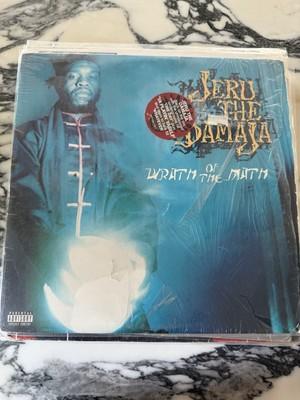 JERU
THE
DAMAJA
WRATH OF THE MATH
PARENTAL
ADVISORY
EXPLICIT CONTENT